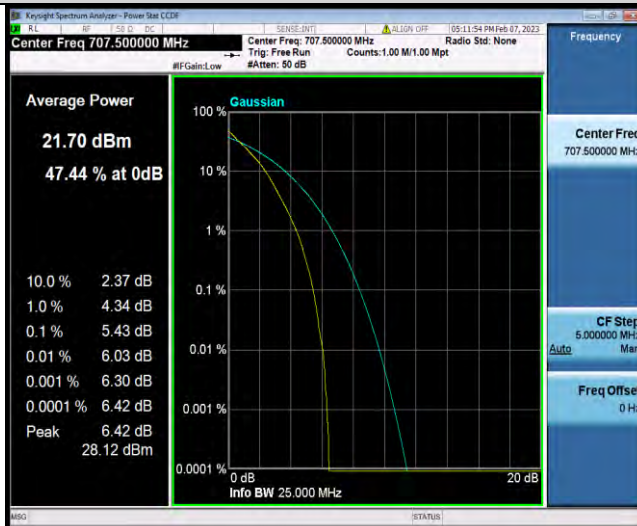 Keysight Spectrum Analyzer - Power Stat CCDF
RL RF 50 Ω DC SENSE:INT ALIGN OFF 05:11:54 PM Feb 07, 2023
Center Freq 707.500000 MHz
Center Freq: 707.500000 MHz Radio Std: None
Trig: Free Run Counts:1.00 M/1.00 Mpt
#IFGain:Low #Atten: 50 dB
Frequency
Average Power
21.70 dBm
47.44 % at 0dB
10.0 % 2.37 dB
1.0 % 4.34 dB
0.1 % 5.43 dB
0.01 % 6.03 dB
0.001 % 6.30 dB
0.0001 % 6.42 dB
Peak 6.42 dB
28.12 dBm
Gaussian
100 %
10 %
1 %
0.1 %
0.01 %
0.001 %
0.0001 %
0 dB 20 dB
Info BW 25.000 MHz
Center Freq
707.500000 MHz
CF Step
5.000000 MHz
Auto Man
Freq Offset
0 Hz
MSG STATUS